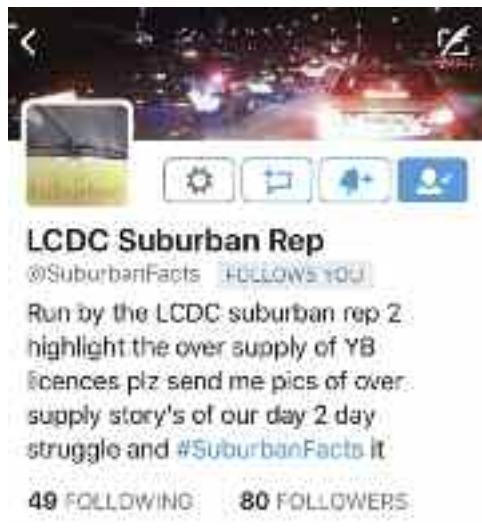 LCDC Suburban Rep
@SuburbanFacts FOLLOWS YOU
Run by the LCDC suburban rep 2
highlight the over supply of YB
licences plz send me pics of over
supply story's of our day 2 day
struggle and #SuburbanFacts it
49 FOLLOWING 80 FOLLOWERS